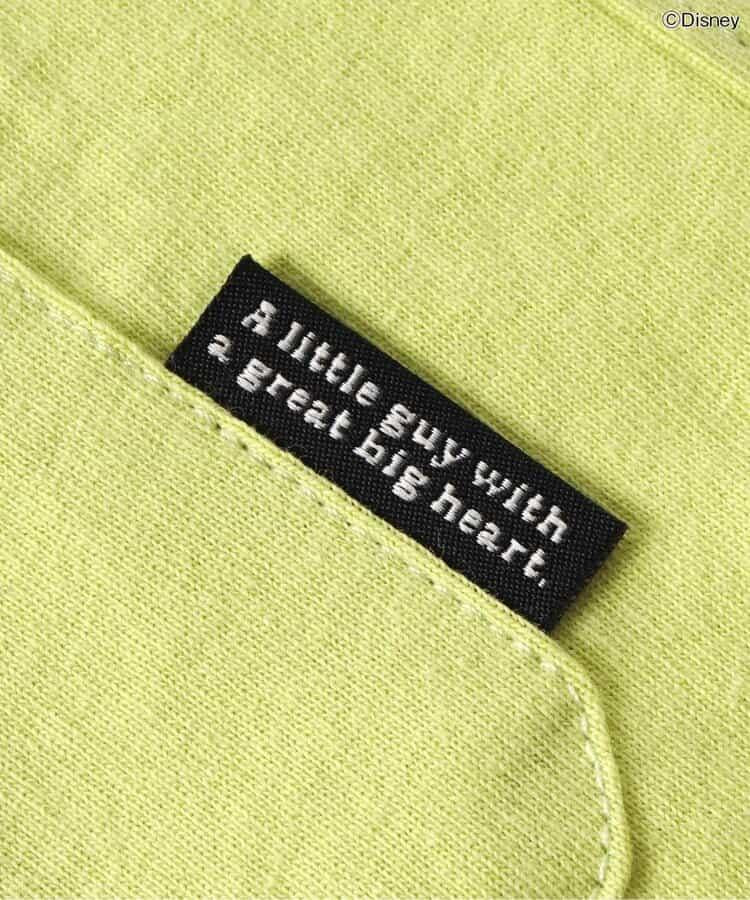 ©Disney
A little guy with
a great big heart.